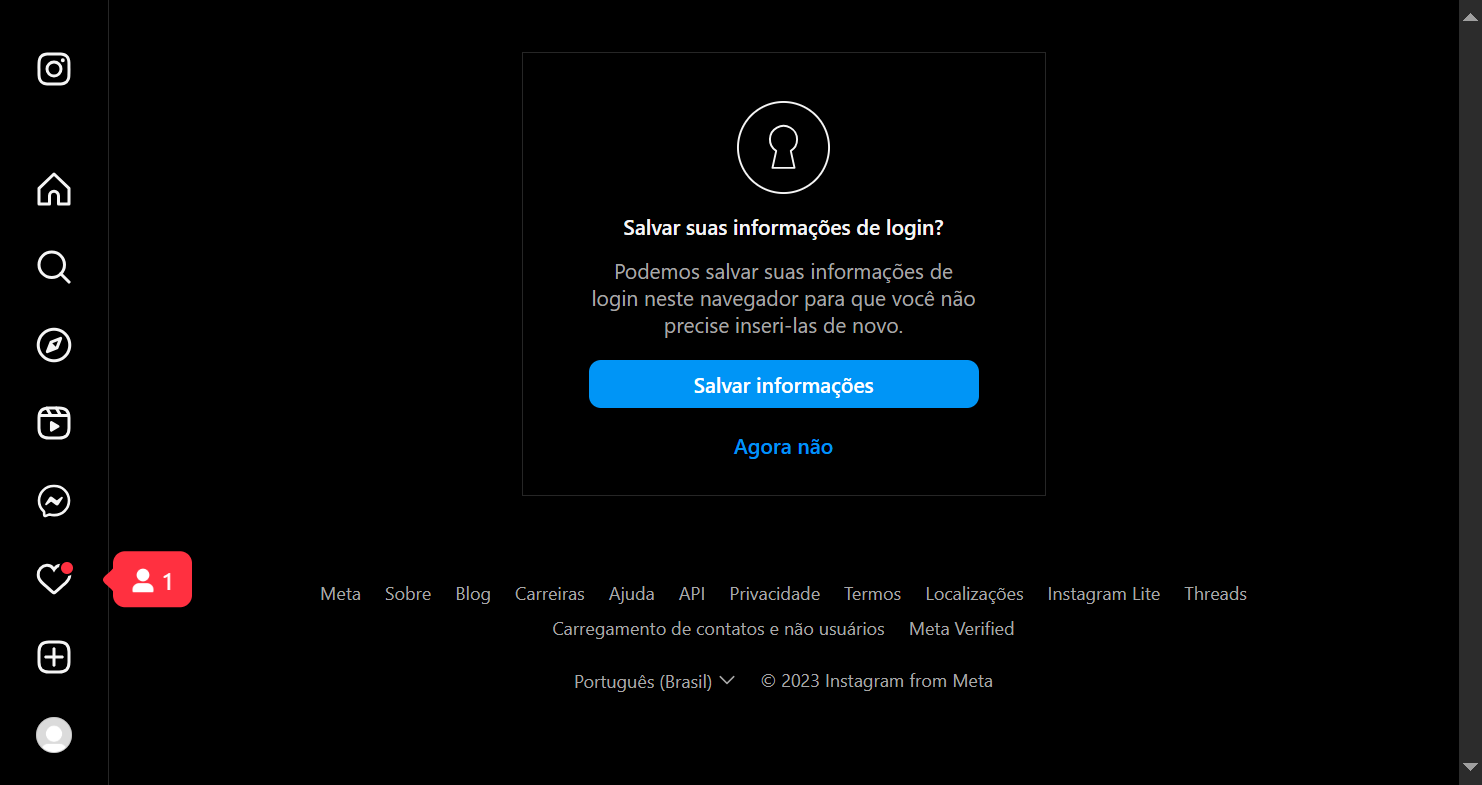 Salvar suas informações de login?
Podemos salvar suas informações de
login neste navegador para que você não
precise inseri-las de novo.
Salvar informações
Agora não
1
Meta Sobre Blog Carreiras Ajuda API Privacidade Termos Localizações Instagram Lite Threads
Carregamento de contatos e não usuários Meta Verified
Português (Brasil) © 2023 Instagram from Meta